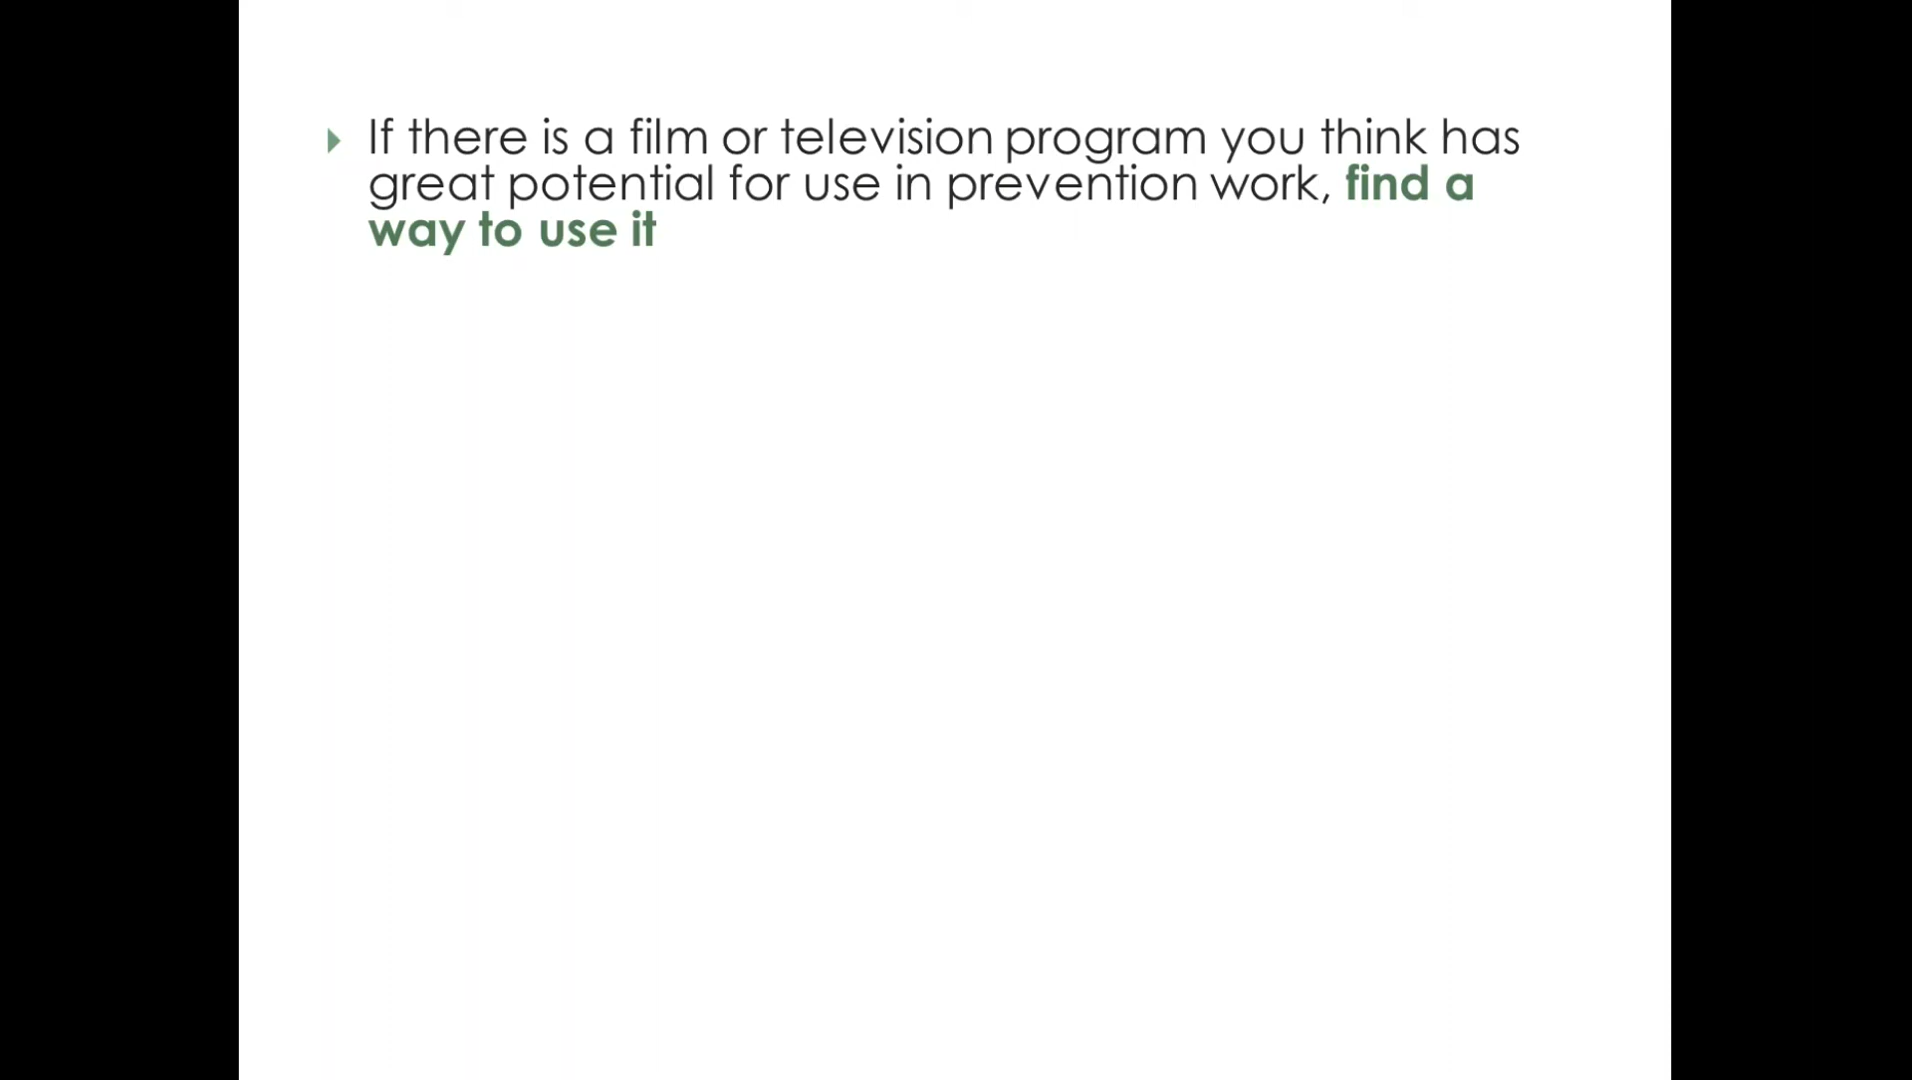 If there is a film or television program you think has
great potential for use in prevention work, find a
way to use it